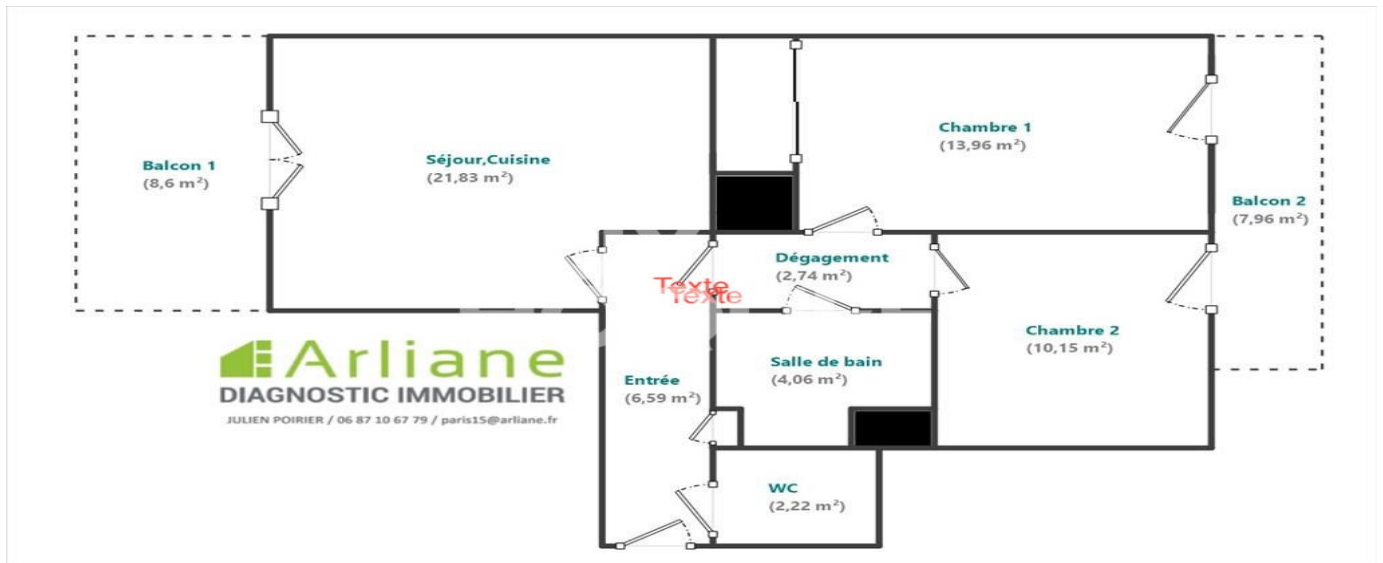 Balcon 1
(8,6 m²)
Séjour,Cuisine
(21,83 m²)
Chambre 1
(13,96 m²)
Balcon 2
(7,96 m²)
Dégagement
(2,74 m²)
Texte
Texte
Chambre 2
(10,15 m²)
Salle de bain
(4,06 m²)
Entrée
(6,59 m²)
WC
(2,22 m²)
Arliane
DIAGNOSTIC IMMOBILIER
JULIEN POIRIER / 06 87 10 67 79 / paris15@arliane.fr